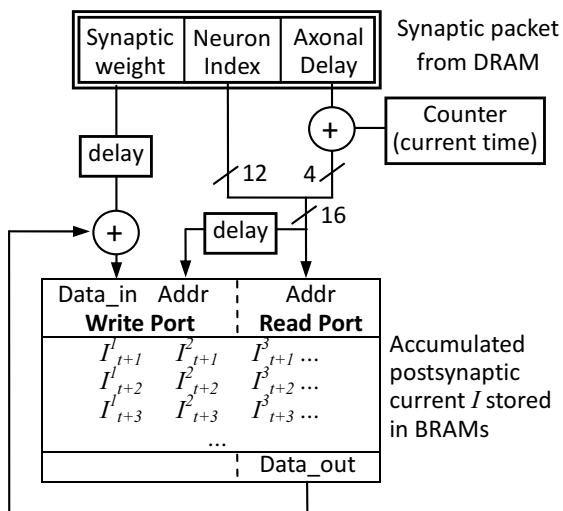 Synaptic weight
Neuron Index
Axonal Delay
Synaptic packet
from DRAM
+
Counter
(current time)
delay
12
4
16
delay
+
Data_in Addr
Addr
Write Port
Read Port
I¹ₜ₊₁ I²ₜ₊₁ I³ₜ₊₁ ...
I¹ₜ₊₂ I²ₜ₊₂ I³ₜ₊₂ ...
I¹ₜ₊₃ I²ₜ₊₃ I³ₜ₊₃ ...
...
Accumulated
postsynaptic
current I stored
in BRAMs
Data_out